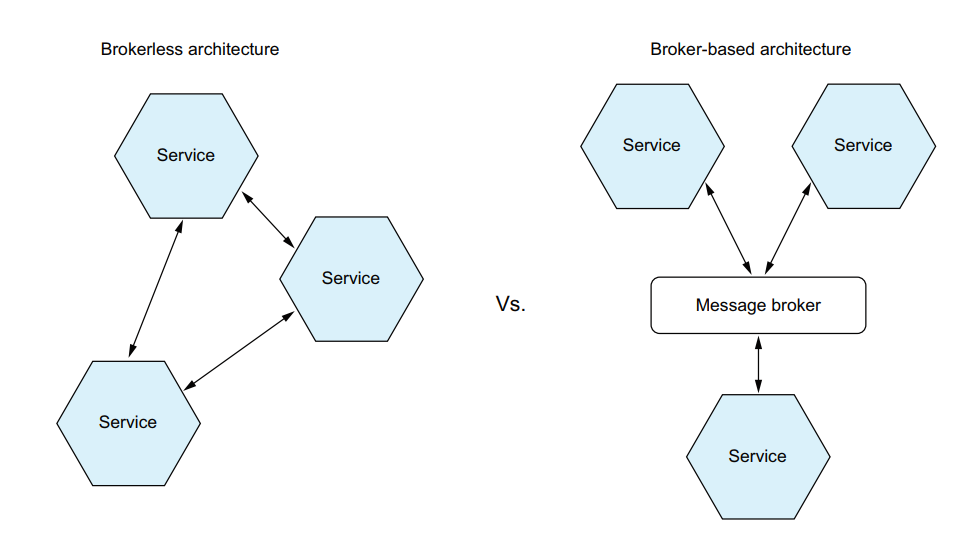 Brokerless architecture
Service
Service
Service
Vs.
Broker-based architecture
Service
Service
Message broker
Service